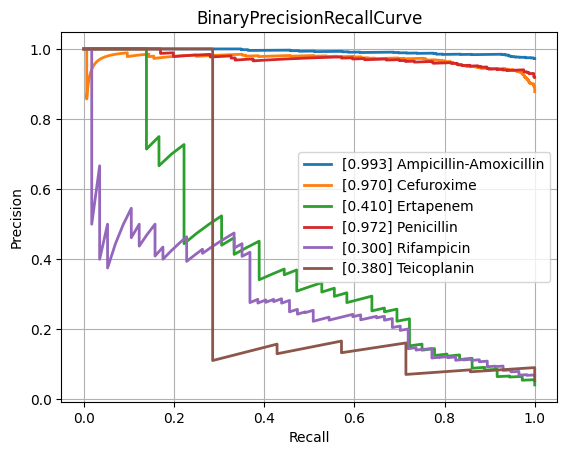 BinaryPrecisionRecallCurve
Precision
1.0
0.8
0.6
0.4
0.2
0.0
[0.993] Ampicillin-Amoxicillin
[0.970] Cefuroxime
[0.410] Ertapenem
[0.972] Penicillin
[0.300] Rifampicin
[0.380] Teicoplanin
0.0 0.2 0.4 0.6 0.8 1.0
Recall